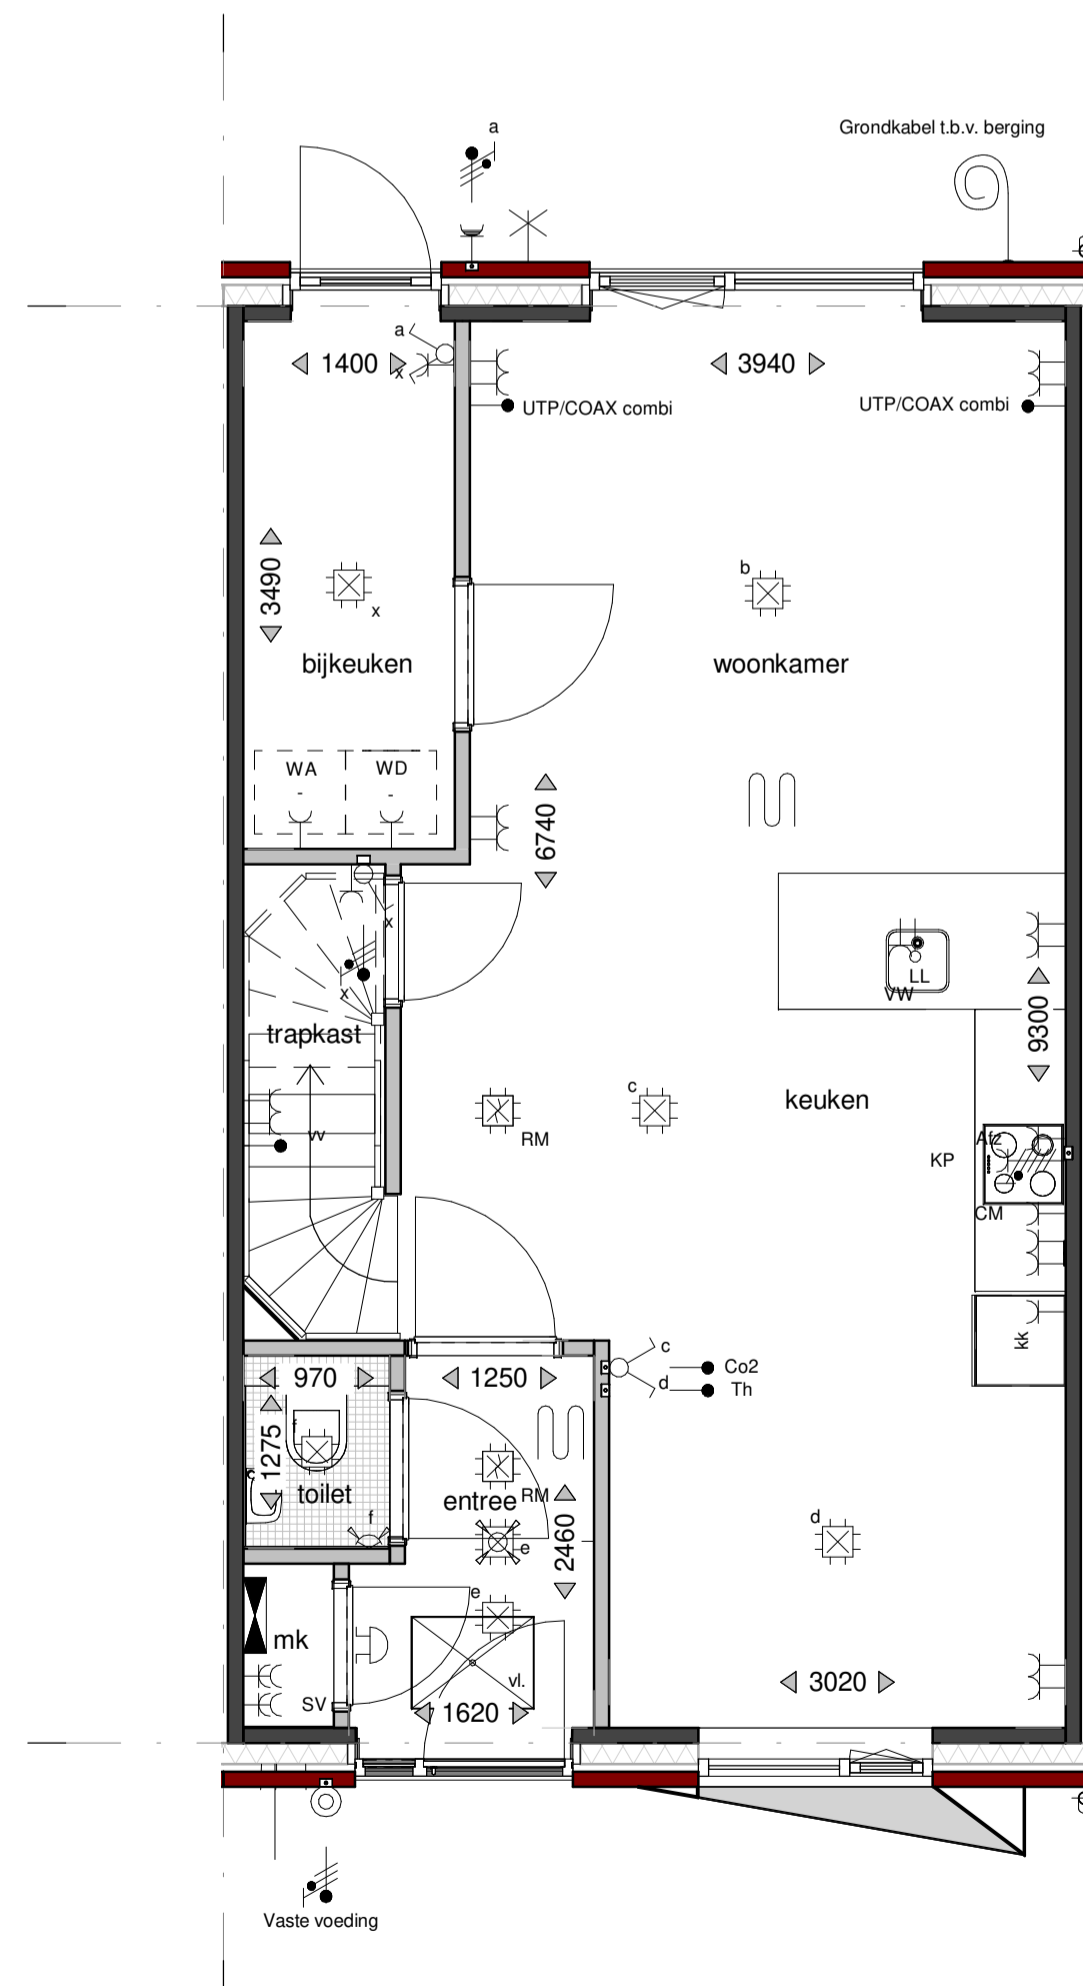 a
Grondkabel t.b.v. berging
a
1400
x
3940
UTP/COAX combi
UTP/COAX combi
3490
x
b
bijkeuken
woonkamer
WA
-
WD
-
6740
x
x
LL
VW
9300
trapkast
c
keuken
VV
RM
Afz
KP
CM
kk
c
Co2
d
Th
970
1250
f
1275
c
toilet
f
entree
RM
e
2460
d
e
mk
vl.
SV
1620
3020
Vaste voeding